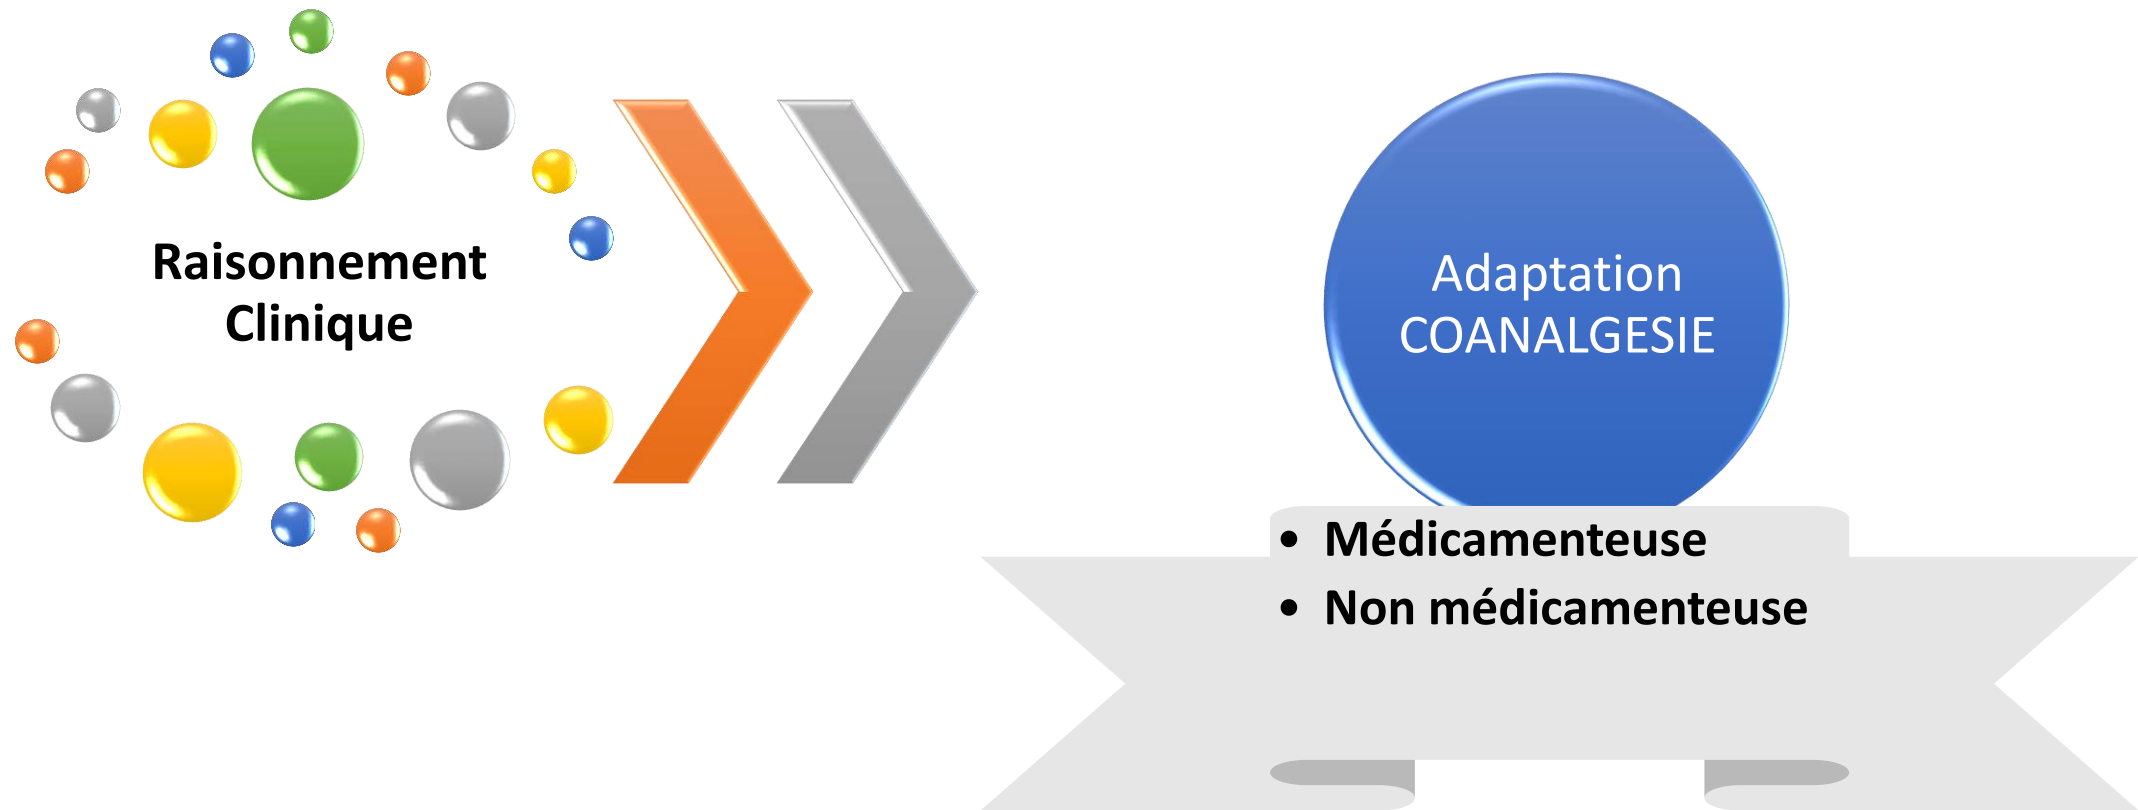 Raisonnement
Clinique
Adaptation
COANALGESIE
• Médicamenteuse
• Non médicamenteuse